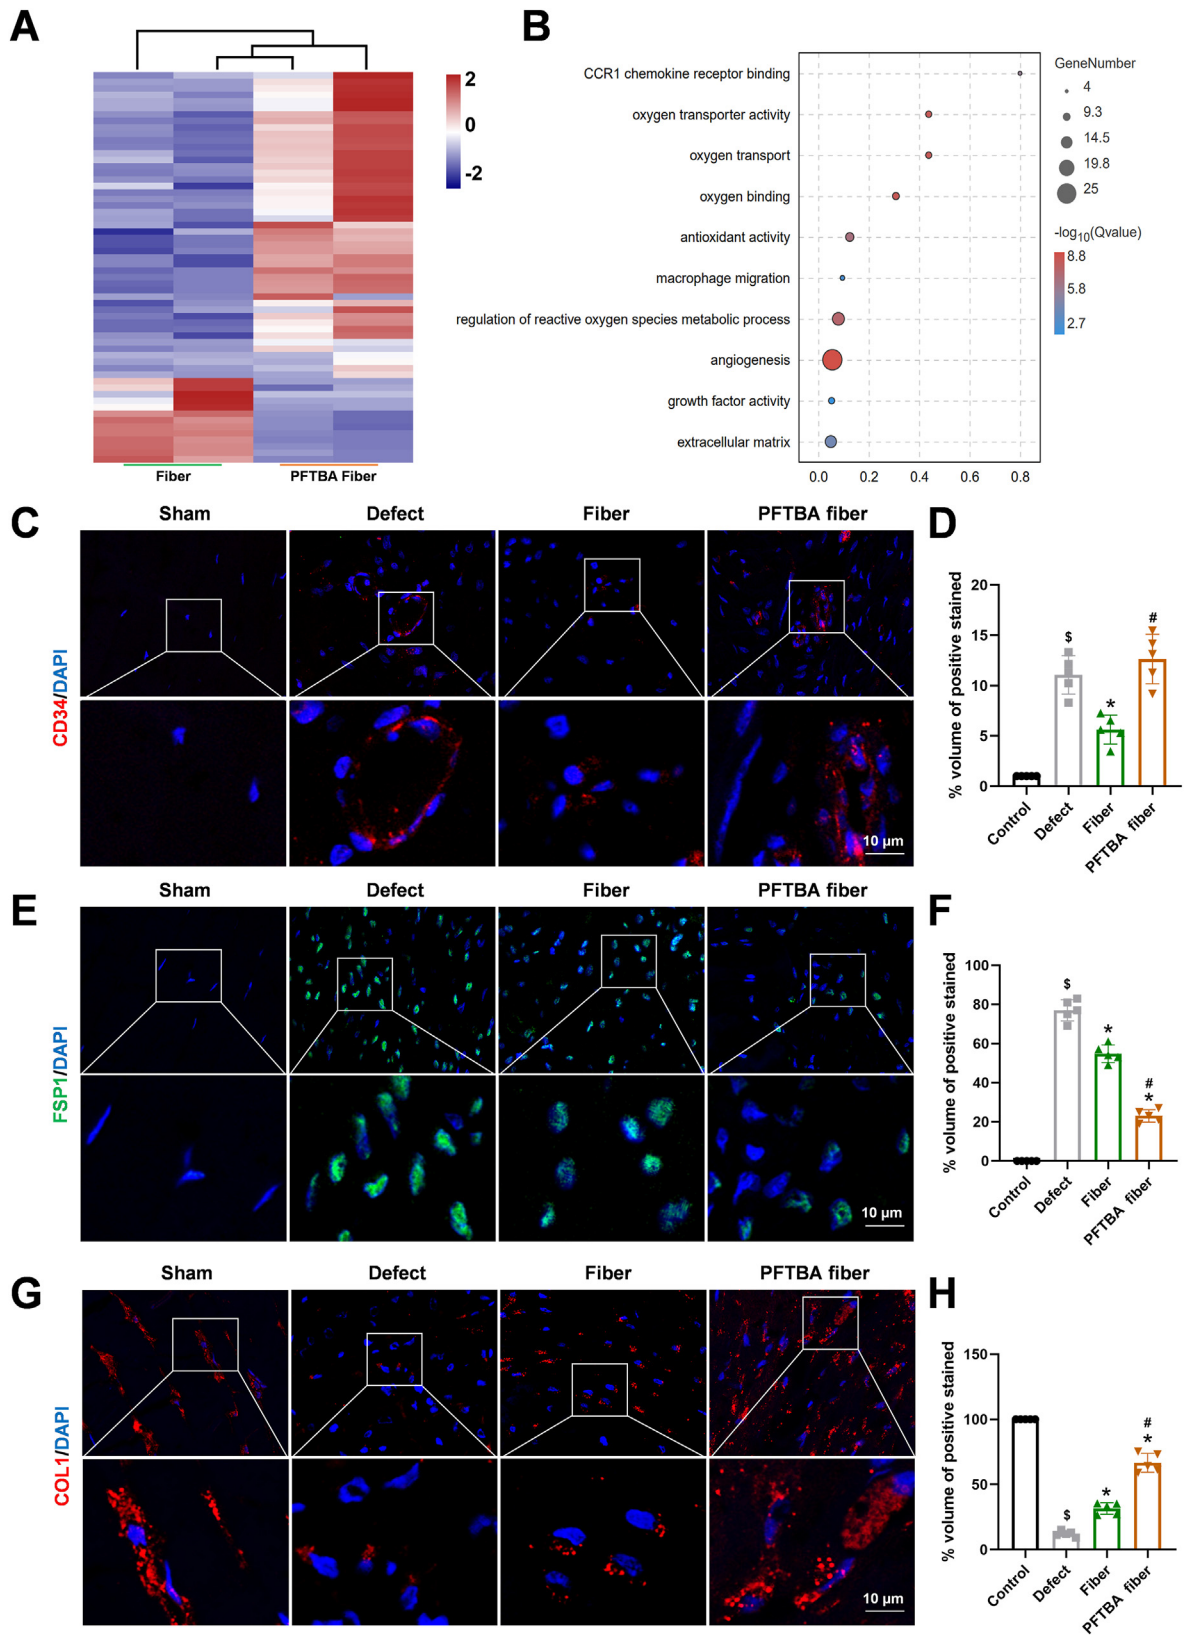 A
B
2
0
-2
Fiber
PFTBA Fiber
CCR1 chemokine receptor binding
oxygen transporter activity
oxygen transport
oxygen binding
antioxidant activity
macrophage migration
regulation of reactive oxygen species metabolic process
angiogenesis
growth factor activity
extracellular matrix
0.0
0.2
0.4
0.6
0.8
GeneNumber
4
9.3
14.5
19.8
25
-log10(Qvalue)
8.8
5.8
2.7
C
Sham
Defect
Fiber
PFTBA fiber
CD34/DAPI
10 μm
D
% volume of positive stained
20
15
10
5
0
$
*
#
Control
Defect
Fiber
PFTBA fiber
E
Sham
Defect
Fiber
PFTBA fiber
FSP1/DAPI
10 μm
F
% volume of positive stained
100
80
60
40
20
0
$
*
#
*
Control
Defect
Fiber
PFTBA fiber
G
Sham
Defect
Fiber
PFTBA fiber
COL1/DAPI
10 μm
H
% volume of positive stained
150
100
50
0
$
*
#
*
Control
Defect
Fiber
PFTBA fiber